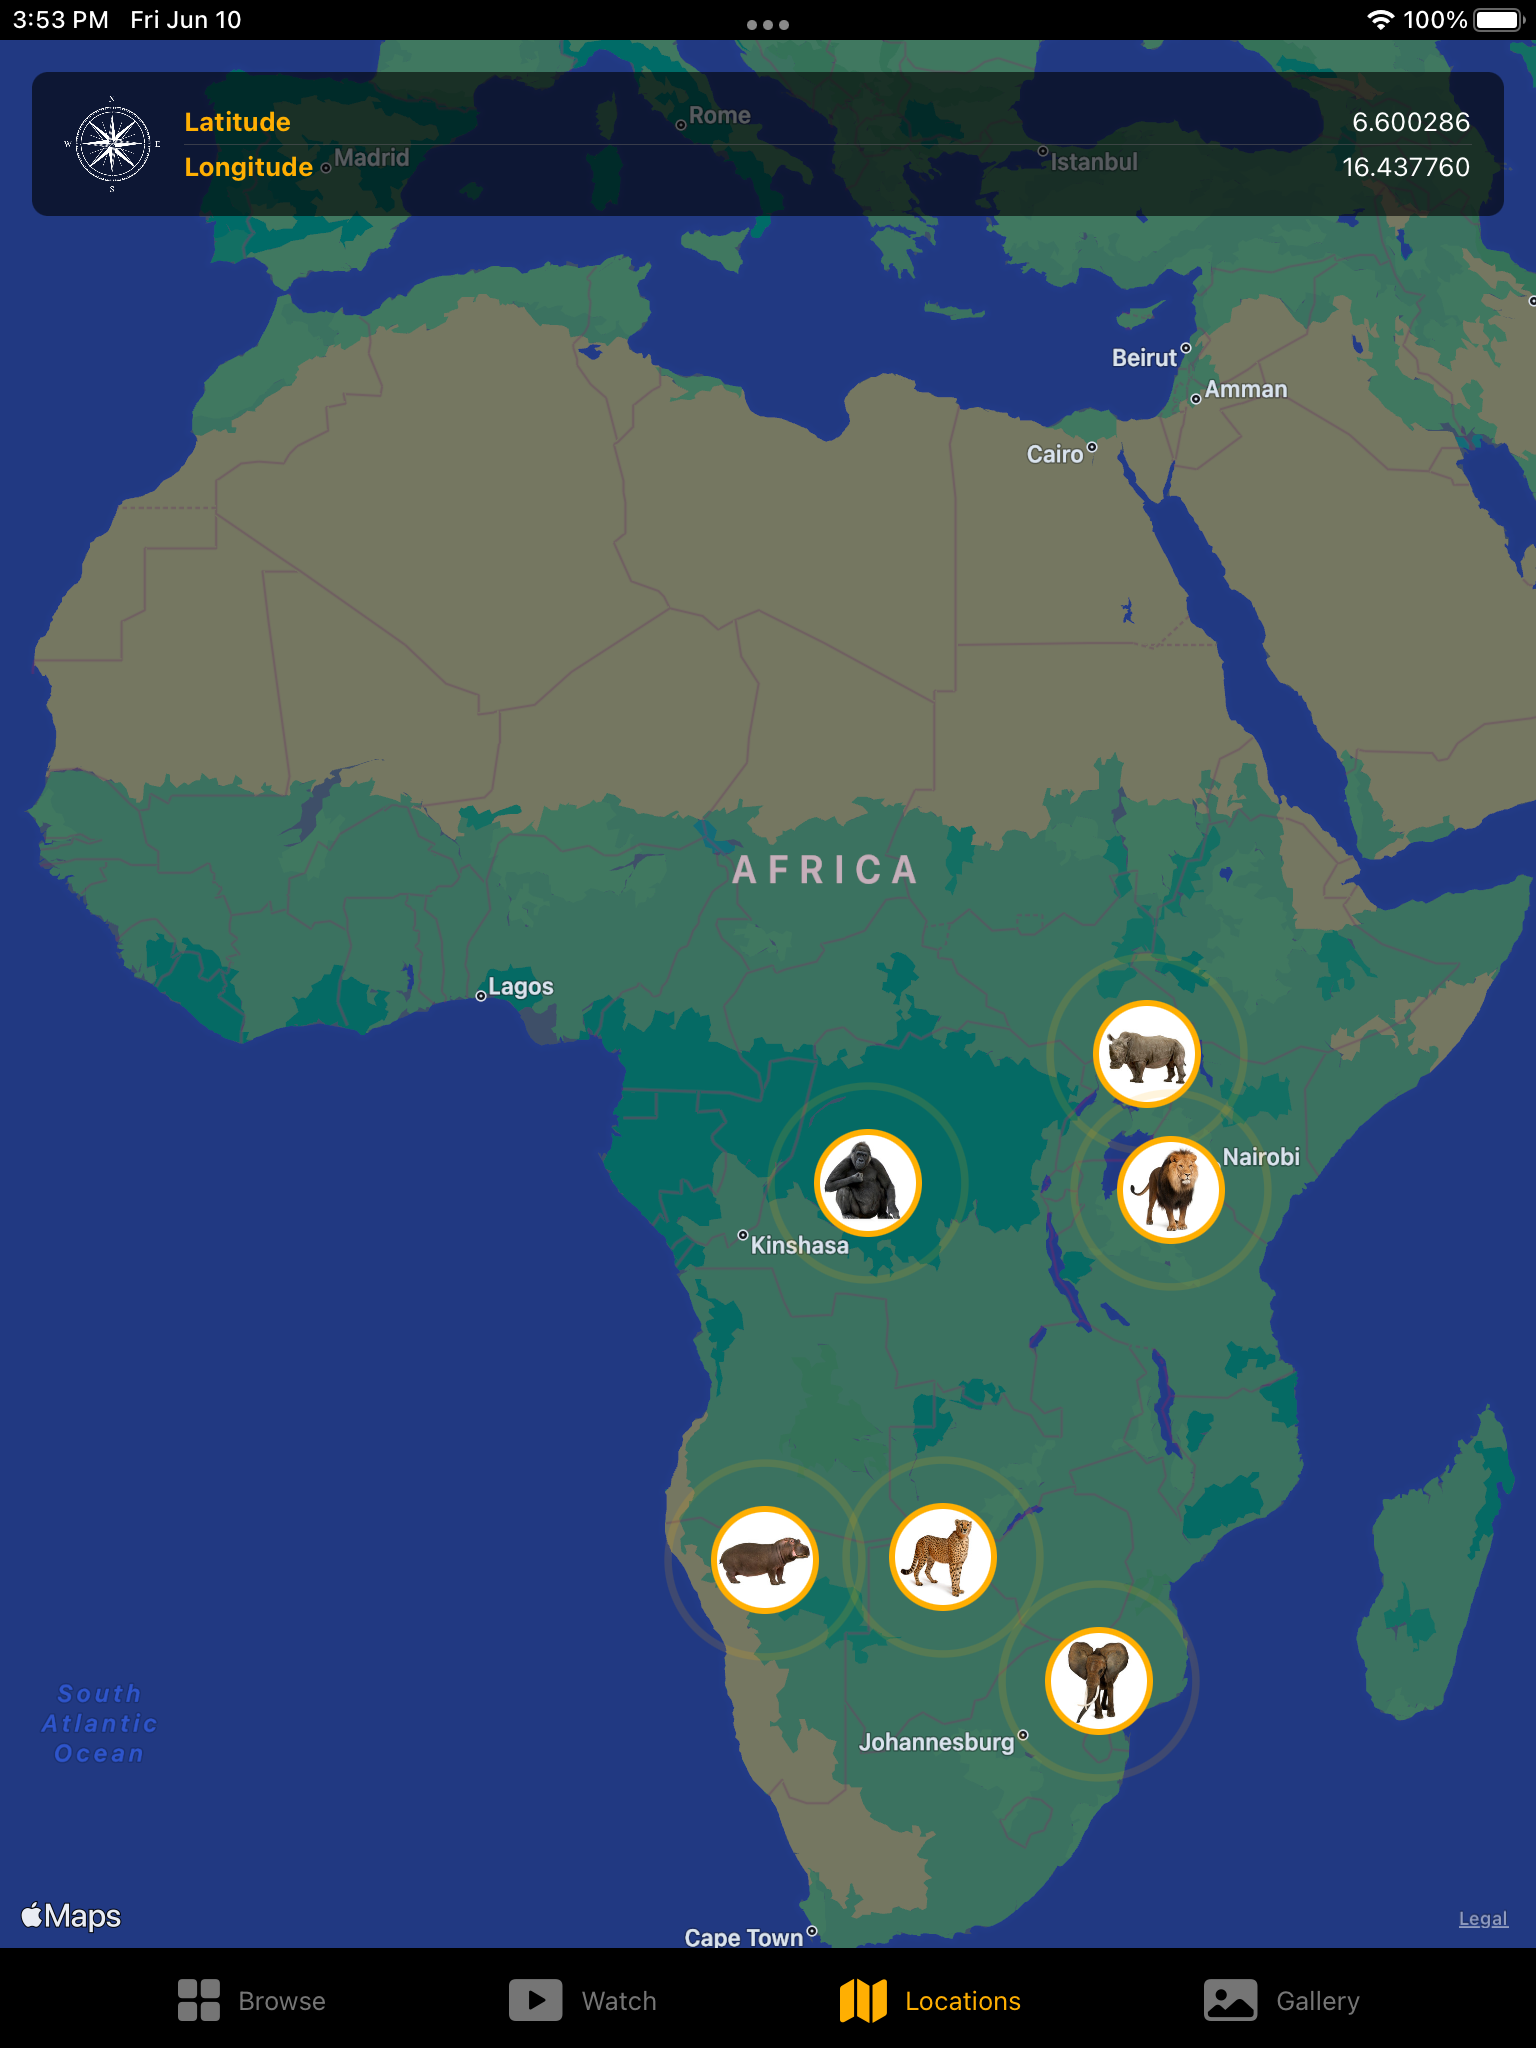 3:53 PM Fri Jun 10
100%
N
W E
S
Latitude 6.600286
Longitude 16.437760
Rome
Madrid
Istanbul
Beirut
Amman
Cairo
AFRICA
Lagos
Nairobi
Kinshasa
South
Atlantic
Ocean
Johannesburg
Maps
Legal
Cape Town
Browse Watch Locations Gallery